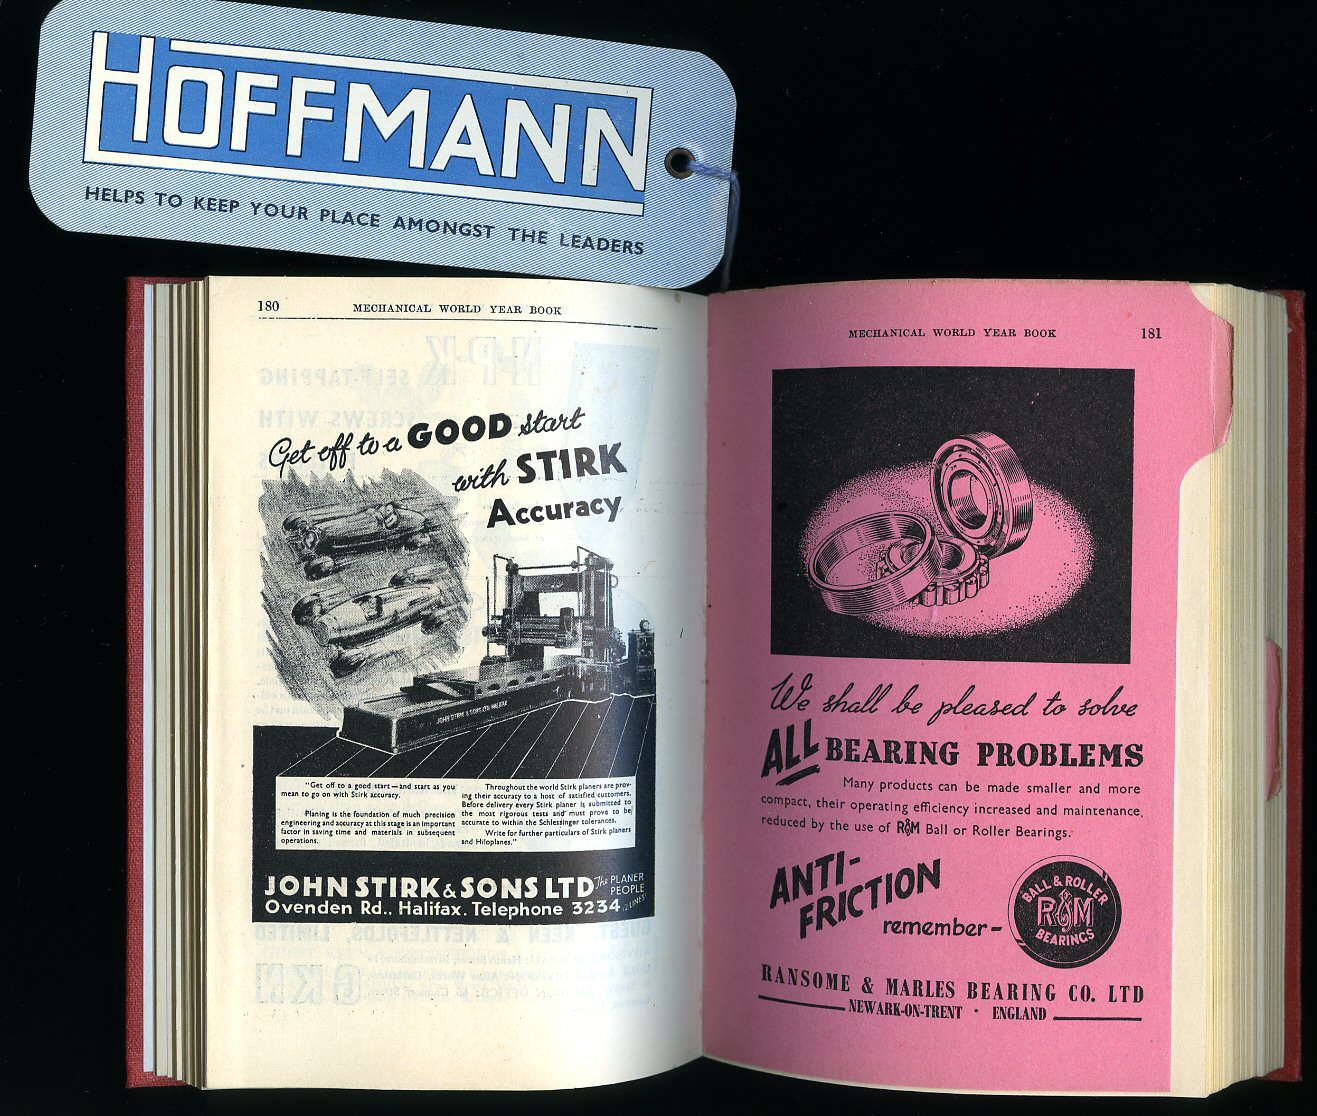 HOFFMANN
HELPS TO KEEP YOUR PLACE AMONGST THE LEADERS
180
MECHANICAL WORLD YEAR BOOK
Get off to a GOOD start
with STIRK
Accuracy
JOHN STIRK & SONS LTD HALIFAX
"Get off to a good start—and start as you
mean to go on with Stirk accuracy.
Planing is the foundation of much precision
engineering and accuracy at this stage is an important
factor in saving time and materials in subsequent
operations.
Throughout the world Stirk planers are prov-
ing their accuracy to a host of satisfied customers.
Before delivery every Stirk planer is submitted to
the most rigorous tests and must prove to be
accurate to within the Schlesinger tolerances.
Write for further particulars of Stirk planers
and Hiloplanes."
JOHN STIRK & SONS LTD The PLANER
PEOPLE
Ovenden Rd., Halifax. Telephone 3234 (2 LINES)
MECHANICAL WORLD YEAR BOOK
181
We shall be pleased to solve
ALL BEARING PROBLEMS
Many products can be made smaller and more
compact, their operating efficiency increased and maintenance
reduced by the use of R&M Ball or Roller Bearings.
ANTI-
FRICTION
remember-
BALL & ROLLER
R&M
BEARINGS
RANSOME & MARLES BEARING CO. LTD
NEWARK-ON-TRENT · ENGLAND